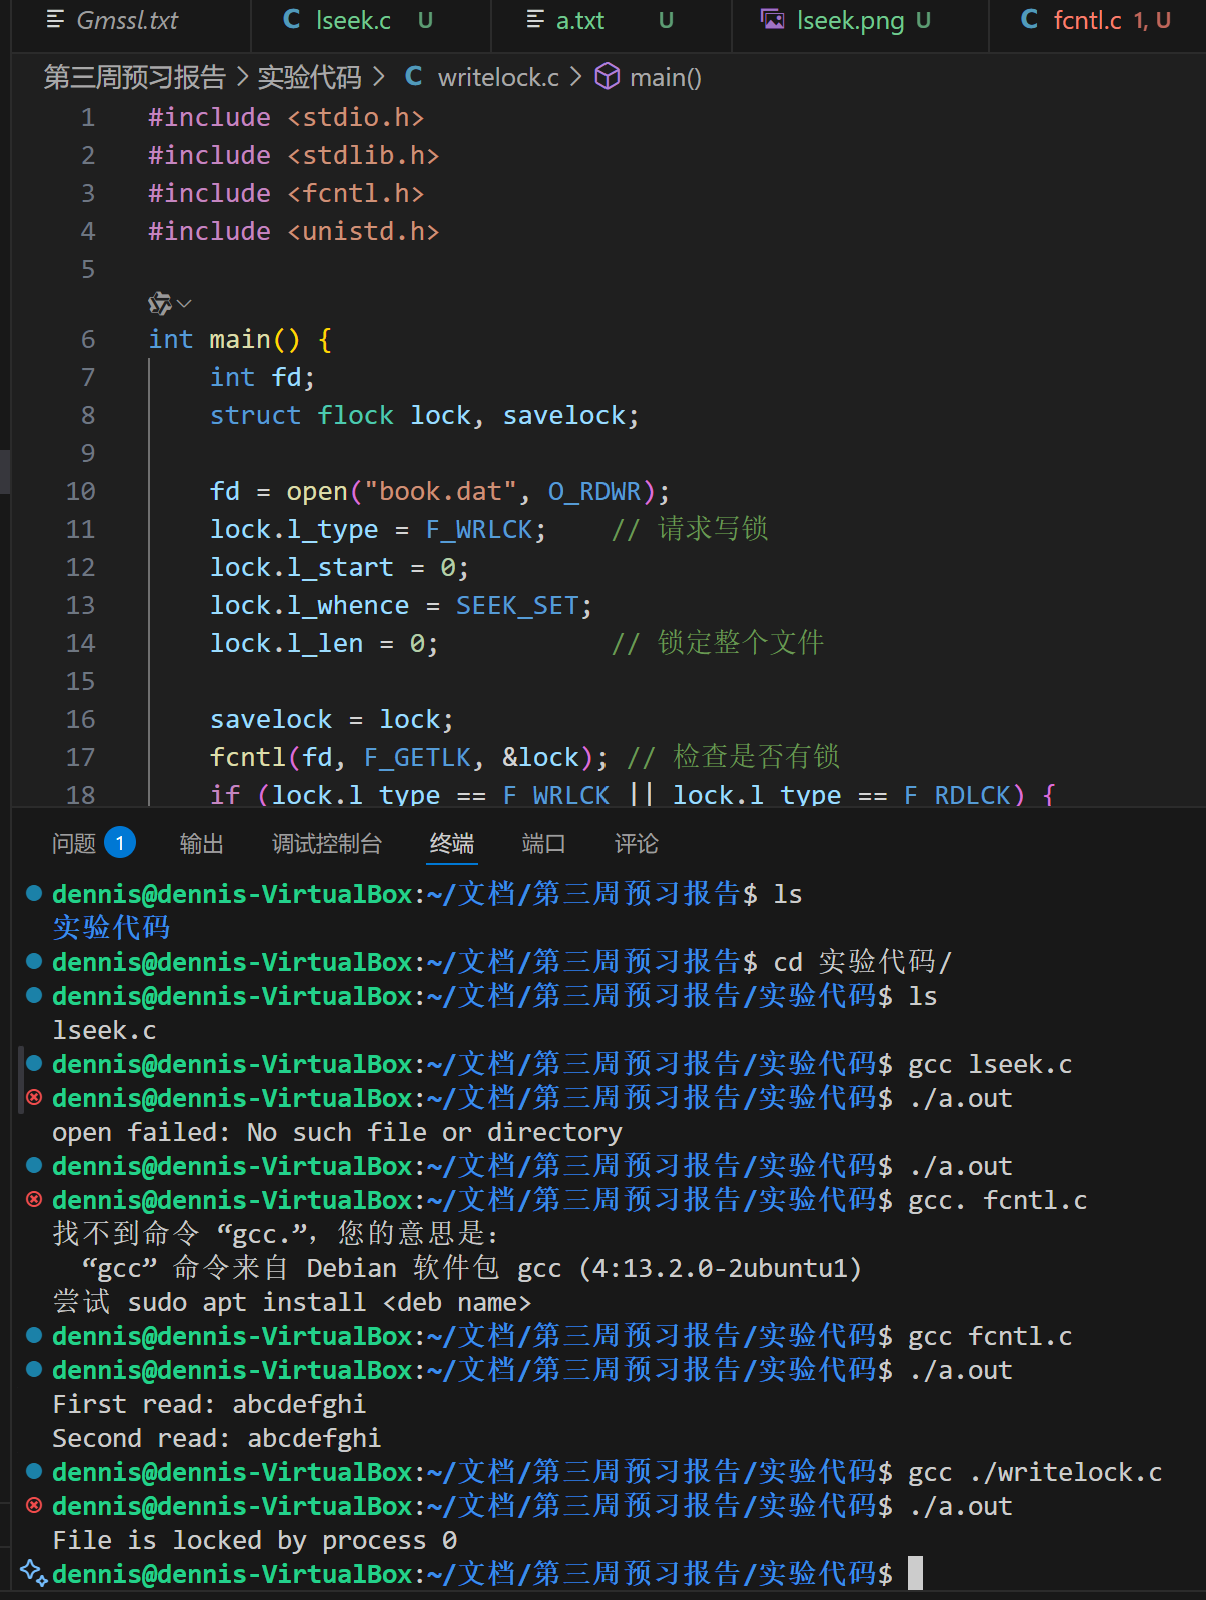 Gmssl.txt  C lseek.c U  a.txt U  lseek.png U  C fcntl.c 1, U
第三周预习报告 > 实验代码 > C writelock.c > main()
1 #include <stdio.h>
2 #include <stdlib.h>
3 #include <fcntl.h>
4 #include <unistd.h>
5
6 int main() {
7     int fd;
8     struct flock lock, savelock;
9
10     fd = open("book.dat", O_RDWR);
11     lock.l_type = F_WRLCK;    // 请求写锁
12     lock.l_start = 0;
13     lock.l_whence = SEEK_SET;
14     lock.l_len = 0;           // 锁定整个文件
15
16     savelock = lock;
17     fcntl(fd, F_GETLK, &lock); // 检查是否有锁
18     if (lock.l_type == F_WRLCK || lock.l_type == F_RDLCK) {
问题 1 输出 调试控制台 终端 端口 评论
dennis@dennis-VirtualBox:~/文档/第三周预习报告$ ls
实验代码
dennis@dennis-VirtualBox:~/文档/第三周预习报告$ cd 实验代码/
dennis@dennis-VirtualBox:~/文档/第三周预习报告/实验代码$ ls
lseek.c
dennis@dennis-VirtualBox:~/文档/第三周预习报告/实验代码$ gcc lseek.c
dennis@dennis-VirtualBox:~/文档/第三周预习报告/实验代码$ ./a.out
open failed: No such file or directory
dennis@dennis-VirtualBox:~/文档/第三周预习报告/实验代码$ ./a.out
dennis@dennis-VirtualBox:~/文档/第三周预习报告/实验代码$ gcc. fcntl.c
找不到命令 “gcc.”，您的意思是：
  “gcc” 命令来自 Debian 软件包 gcc (4:13.2.0-2ubuntu1)
尝试 sudo apt install <deb name>
dennis@dennis-VirtualBox:~/文档/第三周预习报告/实验代码$ gcc fcntl.c
dennis@dennis-VirtualBox:~/文档/第三周预习报告/实验代码$ ./a.out
First read: abcdefghi
Second read: abcdefghi
dennis@dennis-VirtualBox:~/文档/第三周预习报告/实验代码$ gcc ./writelock.c
dennis@dennis-VirtualBox:~/文档/第三周预习报告/实验代码$ ./a.out
File is locked by process 0
dennis@dennis-VirtualBox:~/文档/第三周预习报告/实验代码$